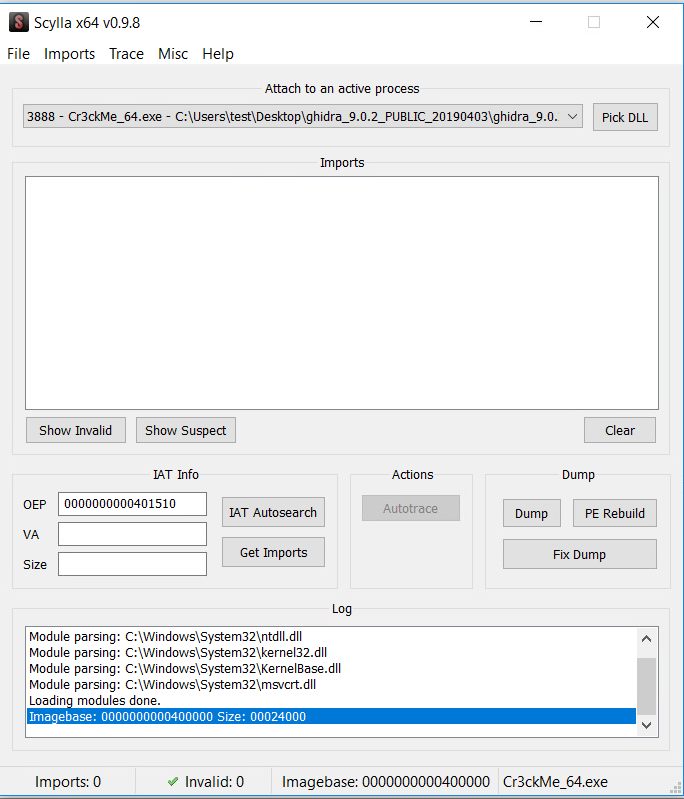 Scylla x64 v0.9.8
File Imports Trace Misc Help
Attach to an active process
3888 - Cr3ckMe_64.exe - C:\Users\test\Desktop\ghidra_9.0.2_PUBLIC_20190403\ghidra_9.0.
Pick DLL
Imports
Show Invalid
Show Suspect
Clear
IAT Info
OEP
0000000000401510
VA
Size
IAT Autosearch
Get Imports
Actions
Autotrace
Dump
Dump
PE Rebuild
Fix Dump
Log
Module parsing: C:\Windows\System32\ntdll.dll
Module parsing: C:\Windows\System32\kernel32.dll
Module parsing: C:\Windows\System32\KernelBase.dll
Module parsing: C:\Windows\System32\msvcrt.dll
Loading modules done.
Imagebase: 0000000000400000 Size: 00024000
Imports: 0
Invalid: 0
Imagebase: 0000000000400000
Cr3ckMe_64.exe